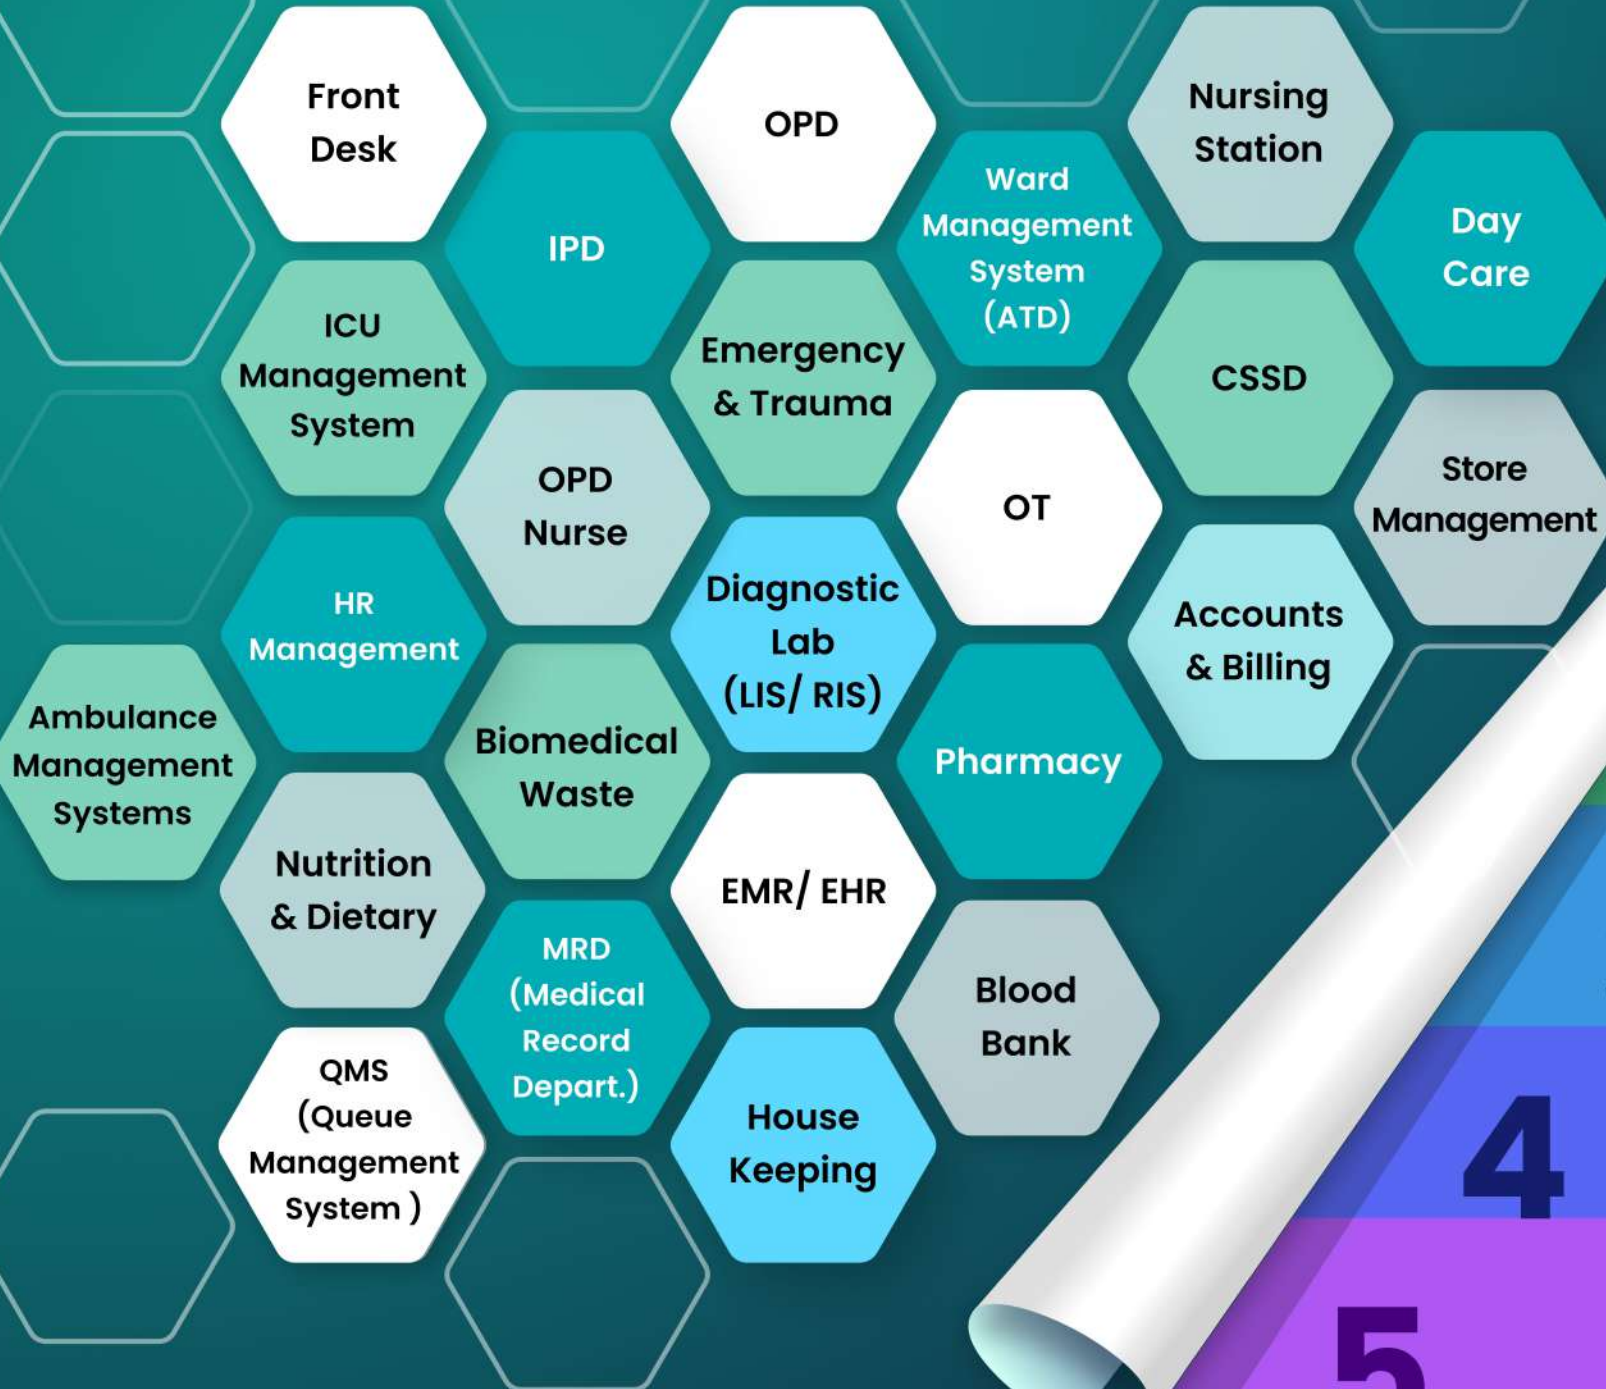 Front
Desk
OPD
Nursing
Station
IPD
Ward
Management
System
(ATD)
Day
Care
ICU
Management
System
Emergency
& Trauma
CSSD
OPD
Nurse
OT
Store
Management
HR
Management
Diagnostic
Lab
(LIS/ RIS)
Accounts
& Billing
Ambulance
Management
Systems
Biomedical
Waste
Pharmacy
Nutrition
& Dietary
EMR/ EHR
MRD
(Medical
Record
Depart.)
Blood
Bank
QMS
(Queue
Management
System )
House
Keeping
4
5